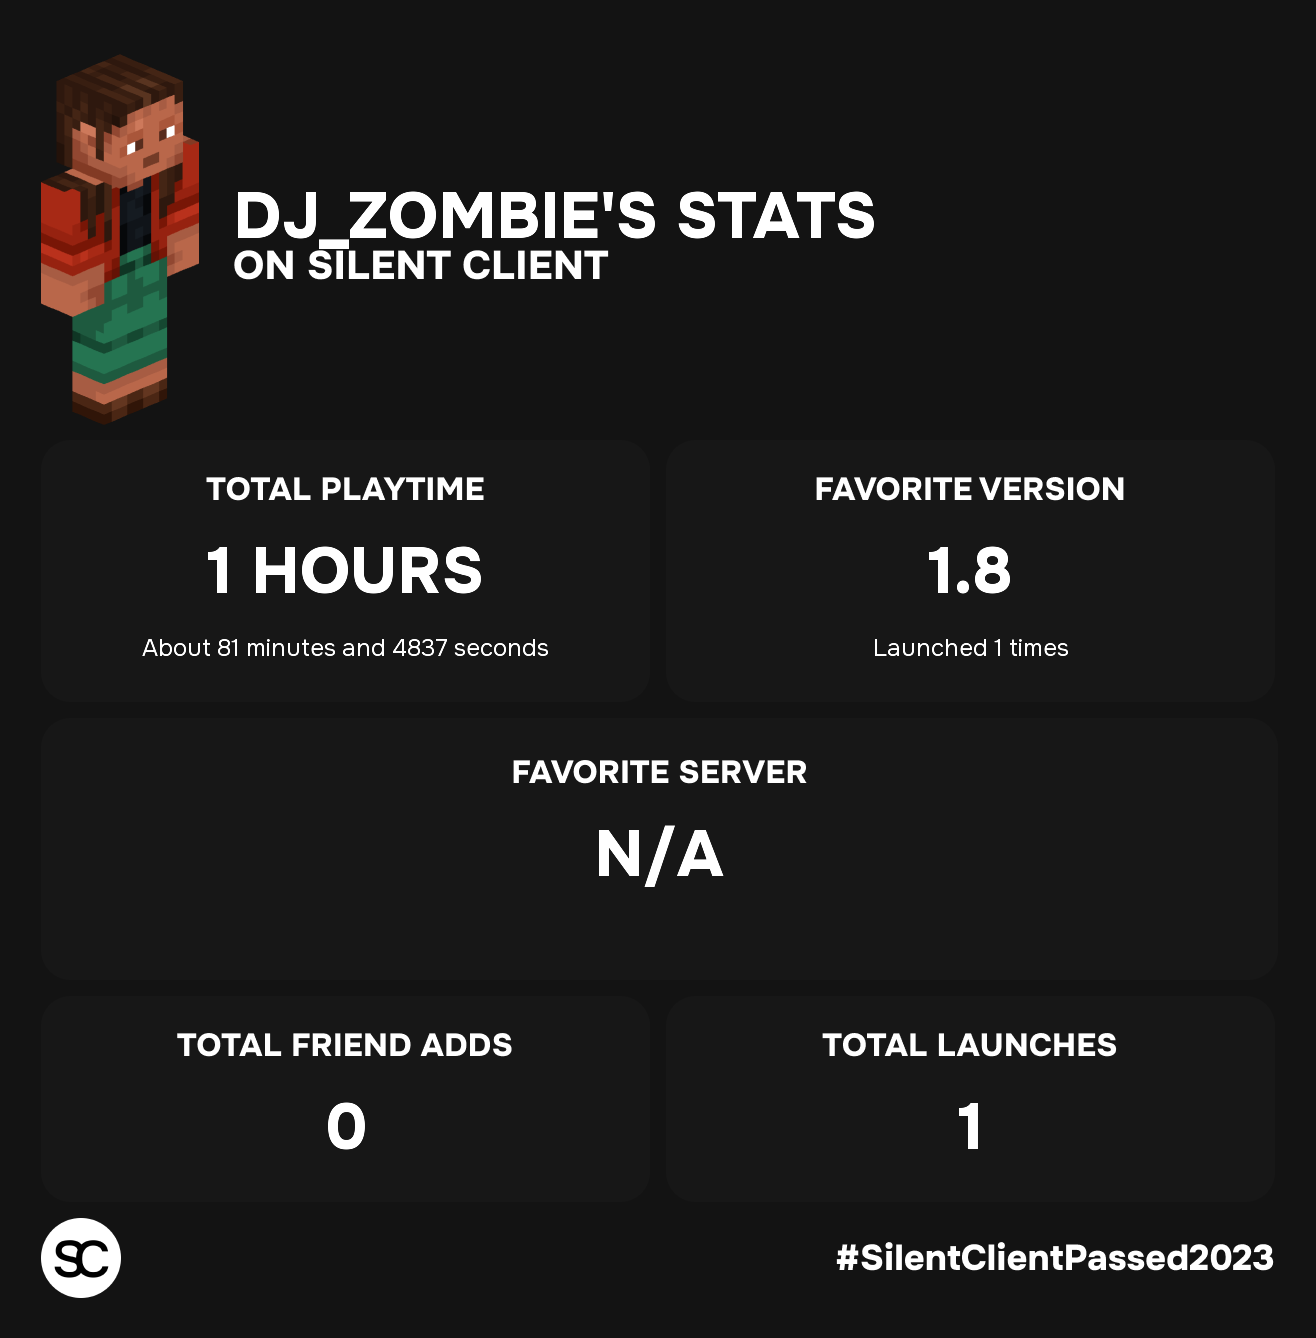 DJ_ZOMBIE'S STATS
ON SILENT CLIENT
TOTAL PLAYTIME
1 HOURS
About 81 minutes and 4837 seconds
FAVORITE VERSION
1.8
Launched 1 times
FAVORITE SERVER
N/A
TOTAL FRIEND ADDS
0
TOTAL LAUNCHES
1
SC
#SilentClientPassed2023